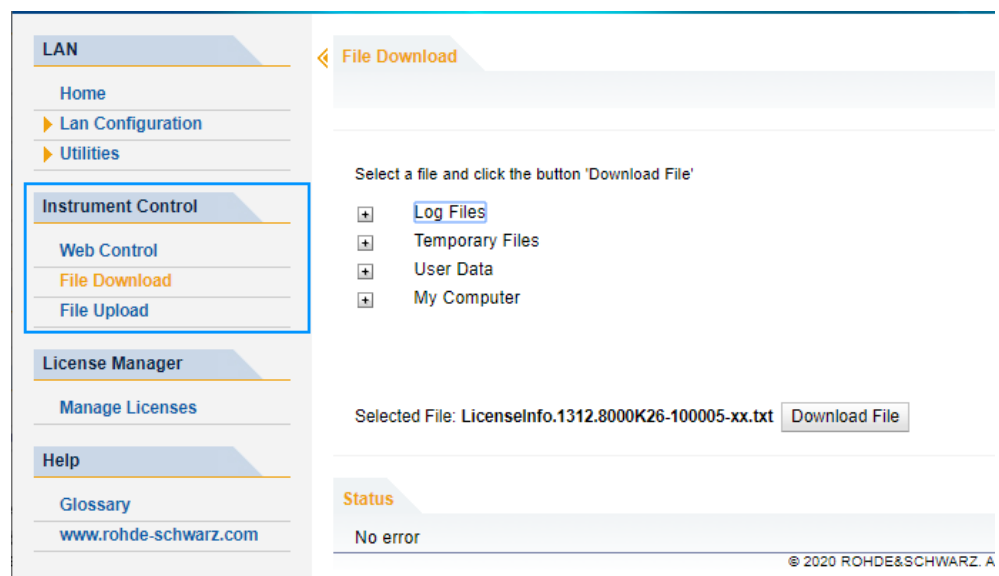 LAN
Home
Lan Configuration
Utilities
Instrument Control
Web Control
File Download
File Upload
License Manager
Manage Licenses
Help
Glossary
www.rohde-schwarz.com
File Download
Select a file and click the button 'Download File'
Log Files
Temporary Files
User Data
My Computer
Selected File: LicenseInfo.1312.8000K26-100005-xx.txt Download File
Status
No error
© 2020 ROHDE&SCHWARZ. A